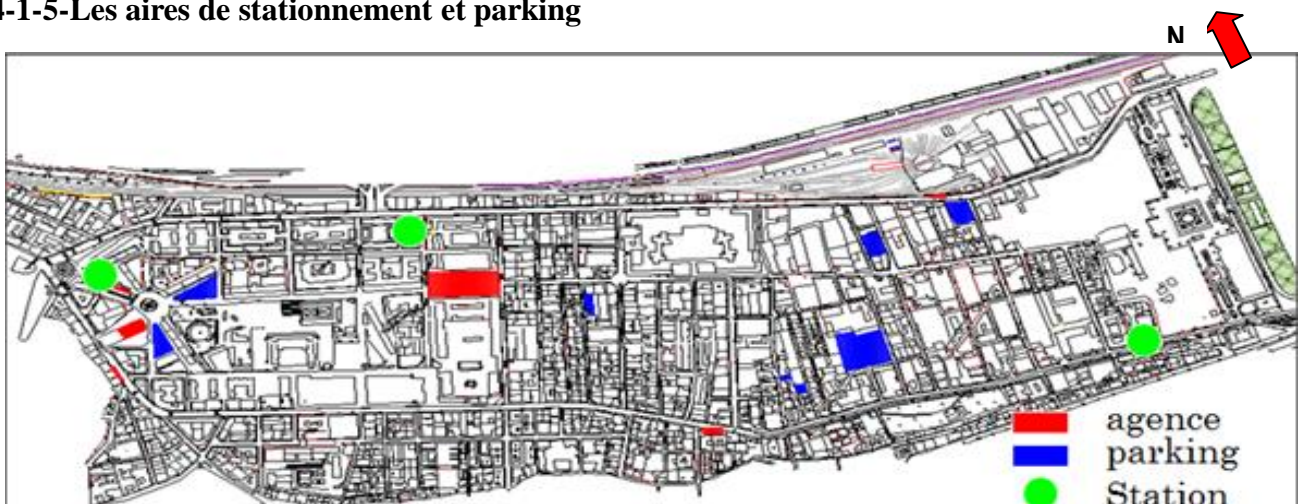 4-1-5-Les aires de stationnement et parking
N
agence
parking
Station